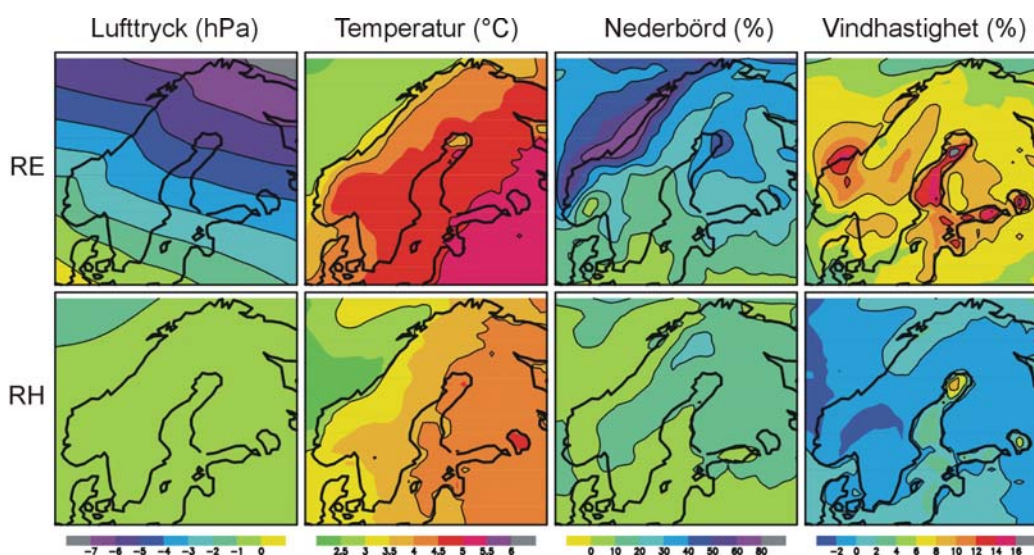 Lufttryck (hPa) Temperatur (°C) Nederbörd (%) Vindhastighet (%)
RE
RH
-7 -6 -5 -4 -3 -2 -1 0 2.5 3 3.5 4 4.5 5 5.5 6 0 10 20 30 40 50 60 80 -2 0 2 4 6 8 10 12 14